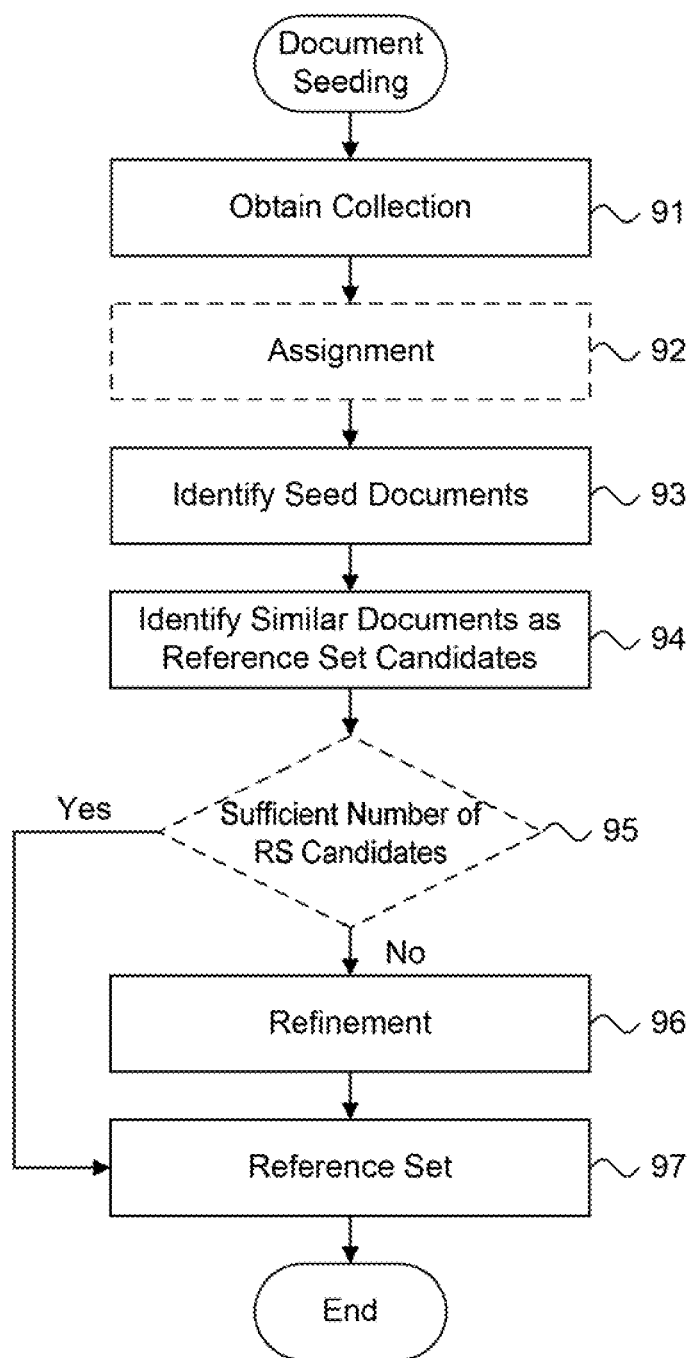 Document
Seeding
Obtain Collection
91
Assignment
92
Identify Seed Documents
93
Identify Similar Documents as
Reference Set Candidates
94
Yes
Sufficient Number of
RS Candidates
95
No
Refinement
96
Reference Set
97
End